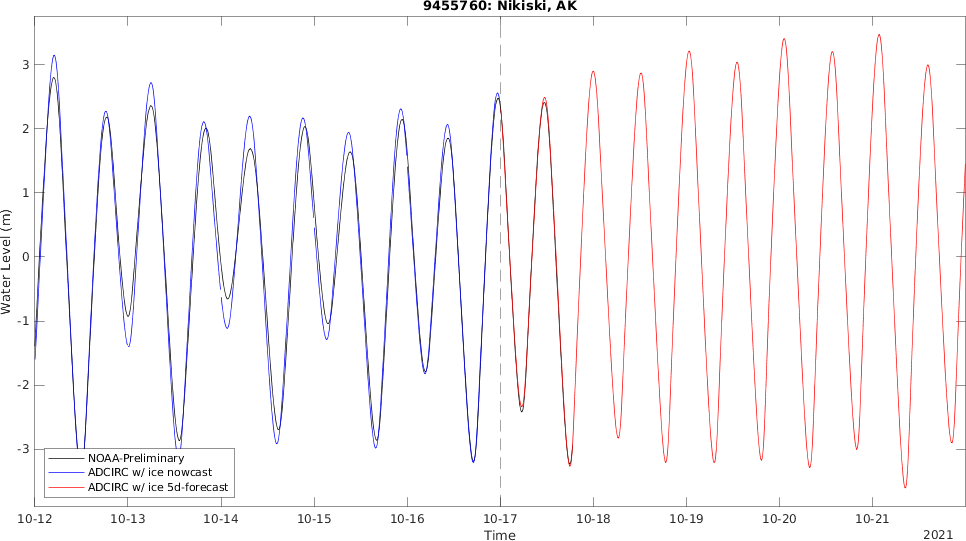 9455760: Nikiski, AK
Water Level (m)
3
2
1
0
-1
-2
-3
NOAA-Preliminary
ADCIRC w/ ice nowcast
ADCIRC w/ ice 5d-forecast
10-12 10-13 10-14 10-15 10-16 10-17 10-18 10-19 10-20 10-21
Time
2021